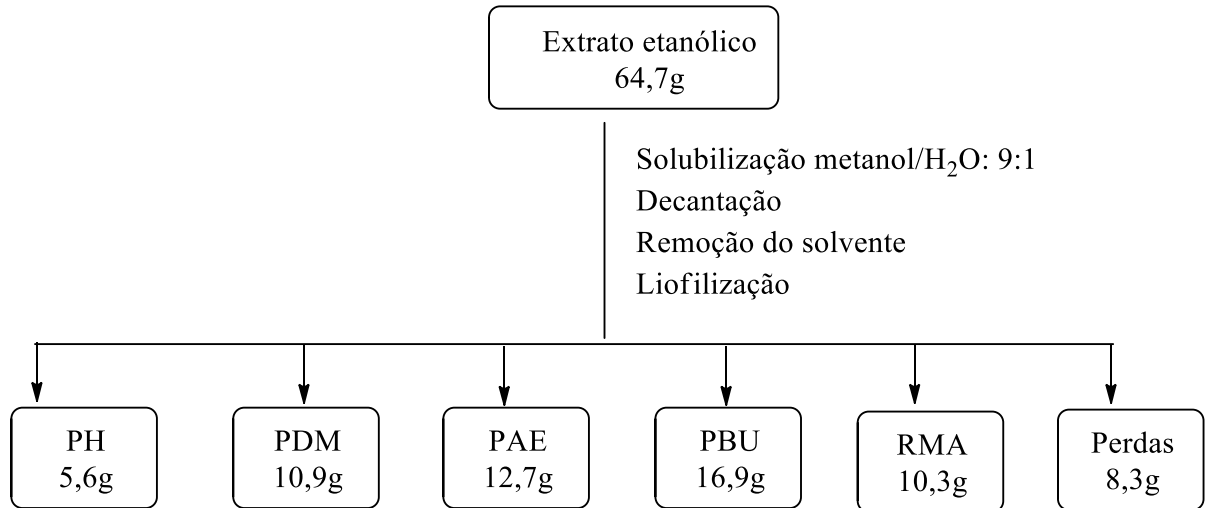 Extrato etanólico
64,7g
Solubilização metanol/H₂O: 9:1
Decantação
Remoção do solvente
Liofilização
PH
5,6g
PDM
10,9g
PAE
12,7g
PBU
16,9g
RMA
10,3g
Perdas
8,3g